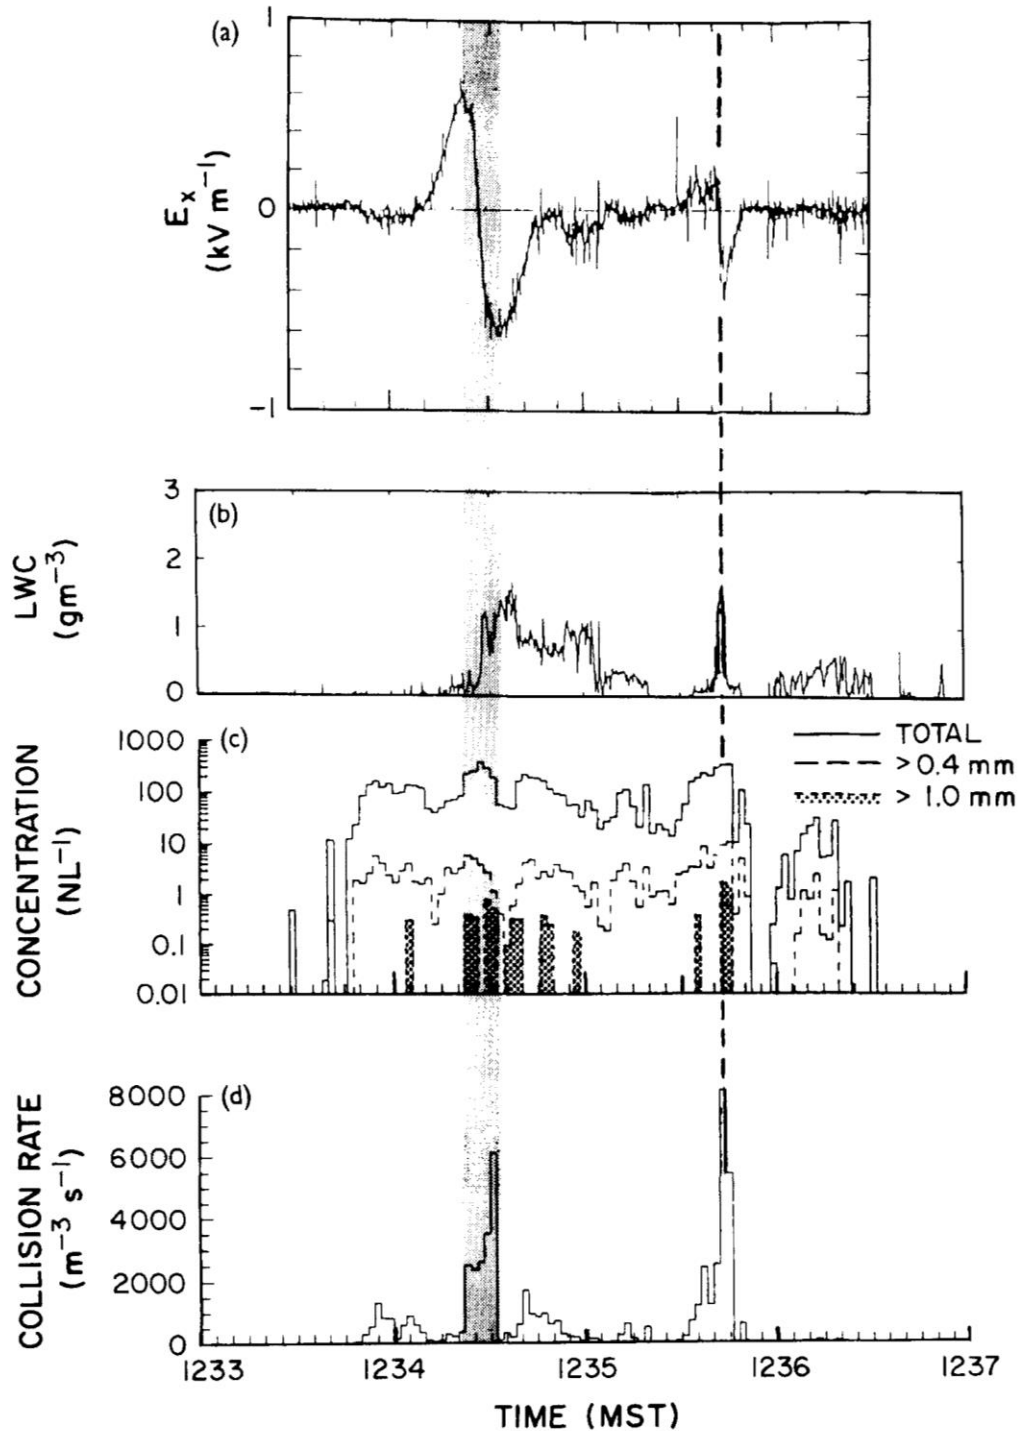 (a)
1
0
-1
E_x
(kV m⁻¹)
(b)
3
2
1
0
LWC
(gm⁻³)
(c)
1000
100
10
1
0.1
0.01
CONCENTRATION
(NL⁻¹)
TOTAL
>0.4 mm
> 1.0 mm
(d)
8000
6000
4000
2000
0
COLLISION RATE
(m⁻³ s⁻¹)
1233 1234 1235 1236 1237
TIME (MST)